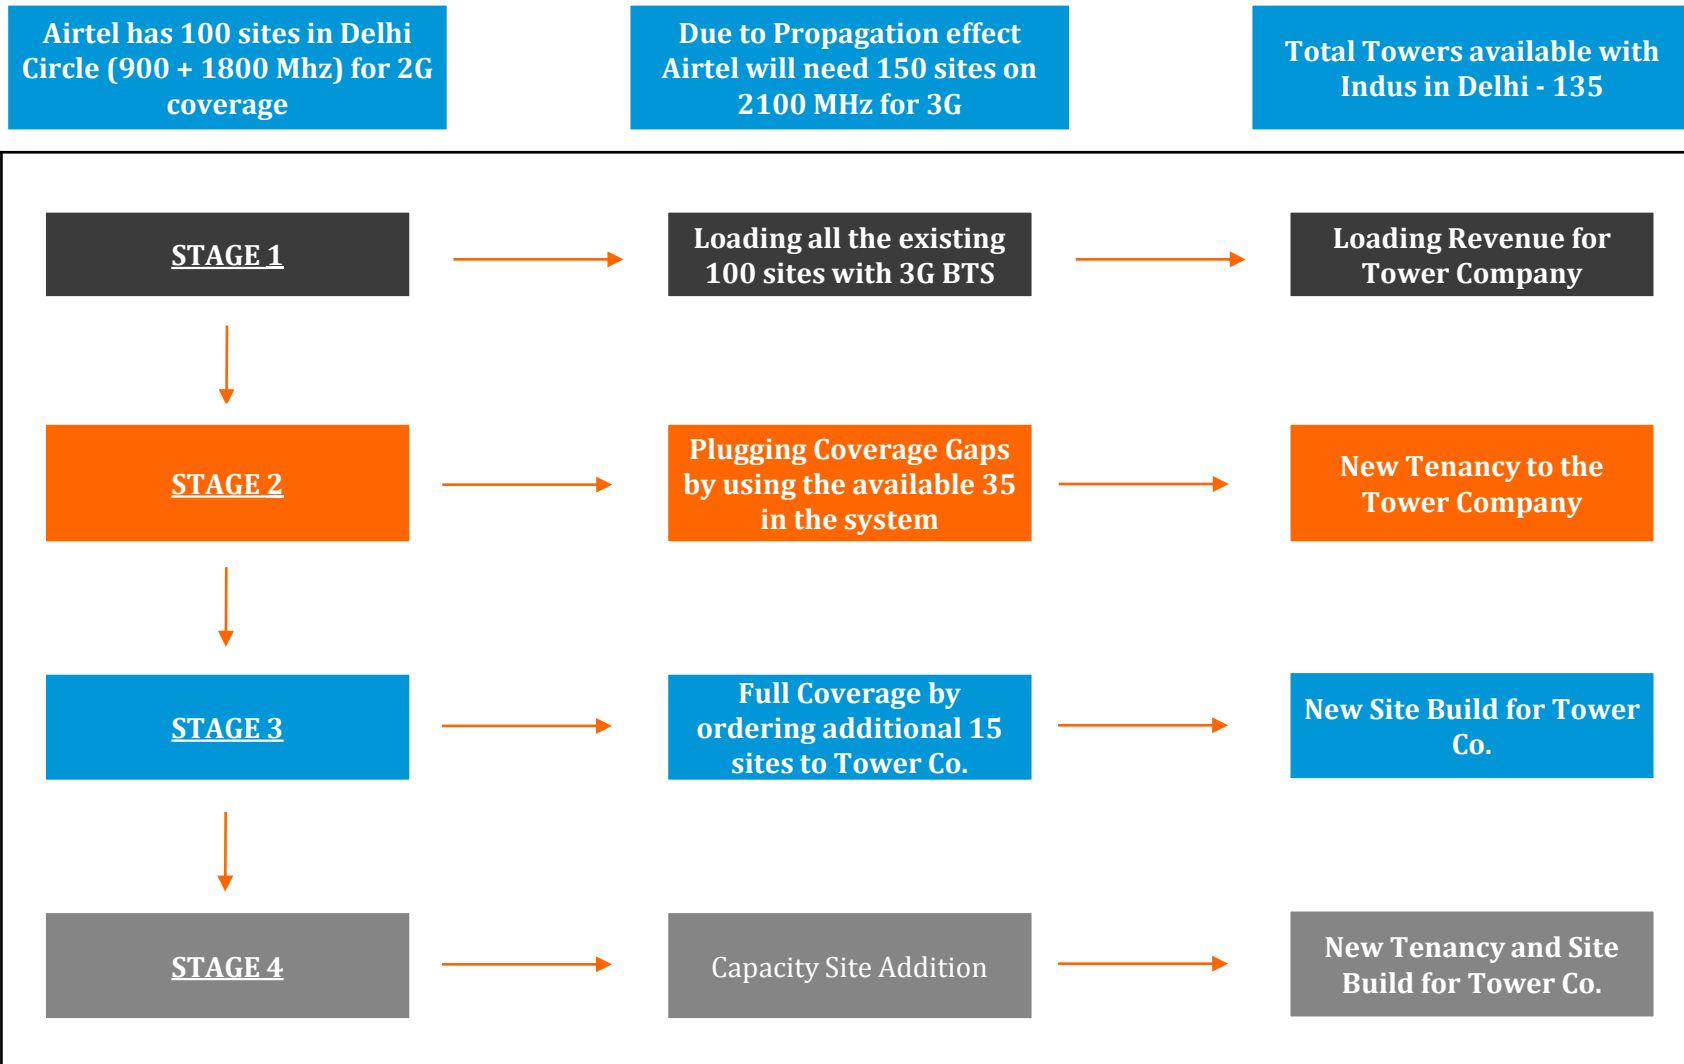 Airtel has 100 sites in Delhi
Circle (900 + 1800 Mhz) for 2G
coverage
Due to Propagation effect
Airtel will need 150 sites on
2100 MHz for 3G
Total Towers available with
Indus in Delhi - 135
STAGE 1
Loading all the existing
100 sites with 3G BTS
Loading Revenue for
Tower Company
STAGE 2
Plugging Coverage Gaps
by using the available 35
in the system
New Tenancy to the
Tower Company
STAGE 3
Full Coverage by
ordering additional 15
sites to Tower Co.
New Site Build for Tower
Co.
STAGE 4
Capacity Site Addition
New Tenancy and Site
Build for Tower Co.